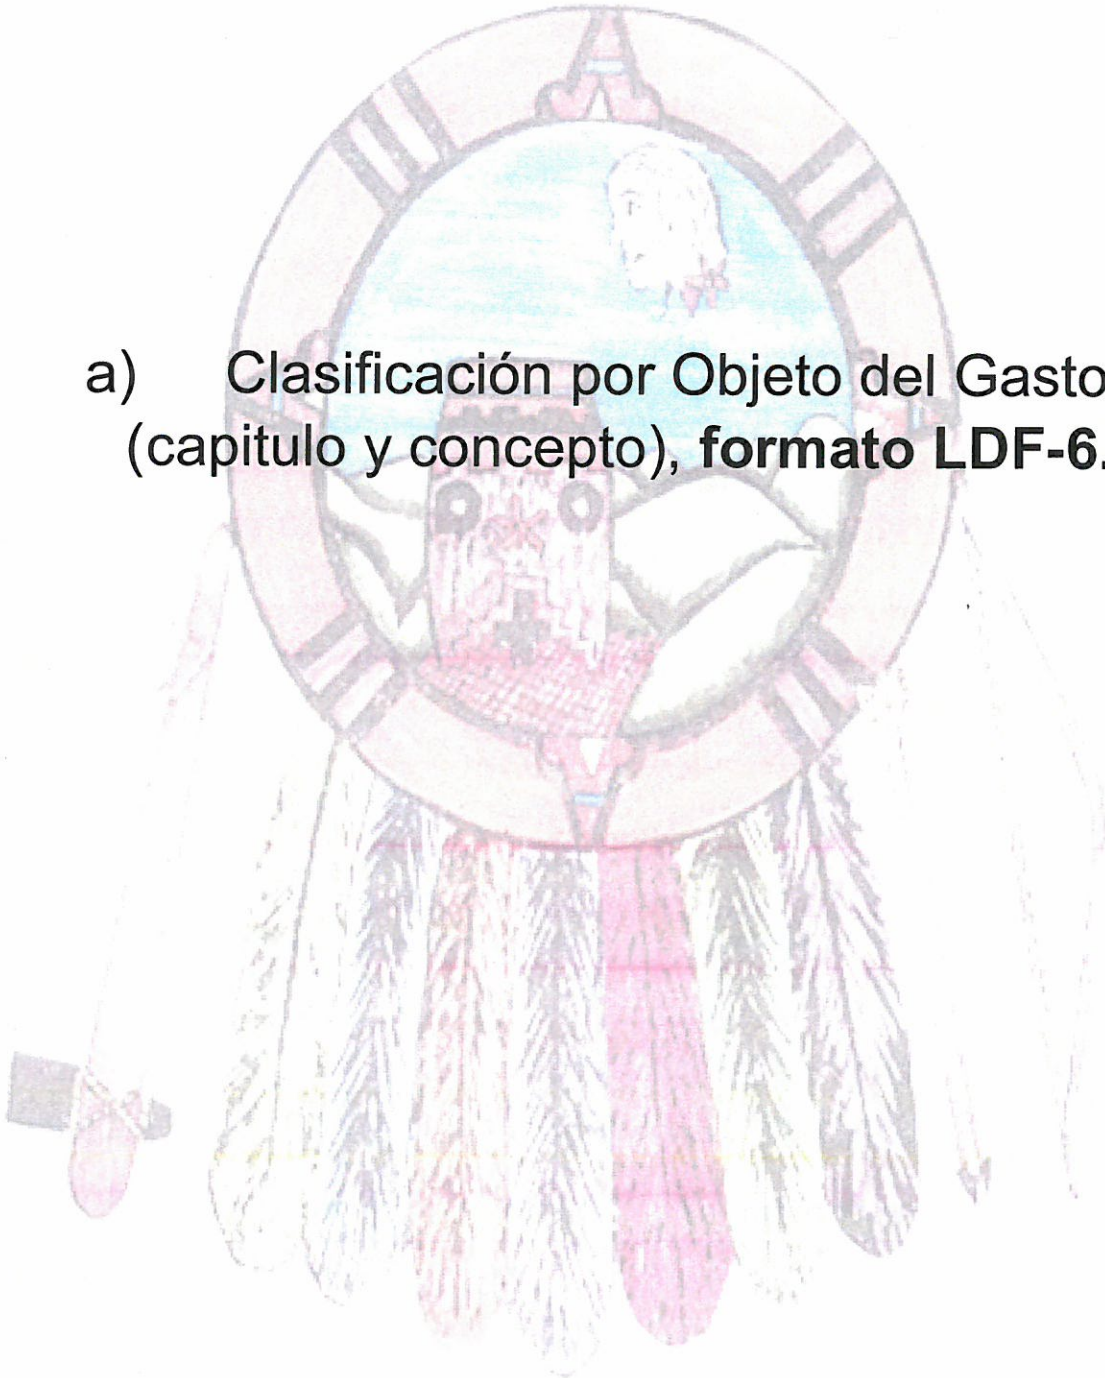 a) Clasificación por Objeto del Gasto
(capitulo y concepto), formato LDF-6.